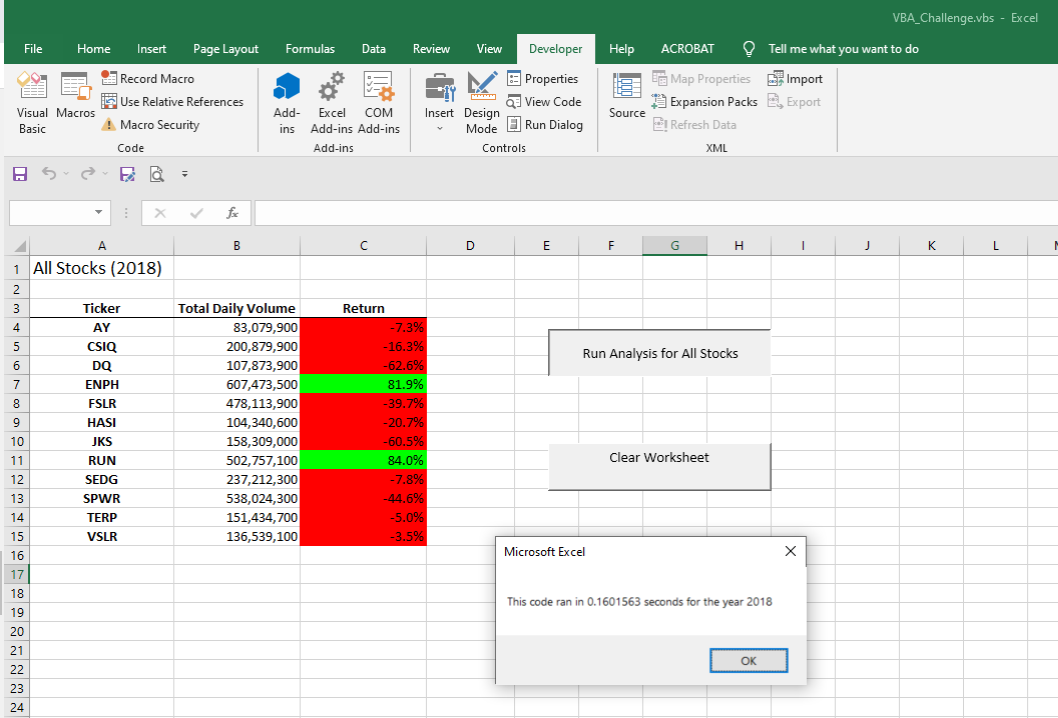 VBA_Challenge.vbs - Excel
File Home Insert Page Layout Formulas Data Review View Developer Help ACROBAT Tell me what you want to do
Visual Basic
Macros
Record Macro
Use Relative References
Macro Security
Code
Add-ins
Excel Add-ins
COM Add-ins
Add-ins
Insert
Design Mode
Properties
View Code
Run Dialog
Controls
Source
Map Properties
Expansion Packs
Refresh Data
Import
Export
XML
fx
A B C D E F G H I J K L
1 All Stocks (2018)
2
3 Ticker Total Daily Volume Return
4 AY 83,079,900 -7.3%
5 CSIQ 200,879,900 -16.3%
6 DQ 107,873,900 -62.6%
7 ENPH 607,473,500 81.9%
8 FSLR 478,113,900 -39.7%
9 HASI 104,340,600 -20.7%
10 JKS 158,309,000 -60.5%
11 RUN 502,757,100 84.0%
12 SEDG 237,212,300 -7.8%
13 SPWR 538,024,300 -44.6%
14 TERP 151,434,700 -5.0%
15 VSLR 136,539,100 -3.5%
16
17
18
19
20
21
22
23
24
Run Analysis for All Stocks
Clear Worksheet
Microsoft Excel
This code ran in 0.1601563 seconds for the year 2018
OK